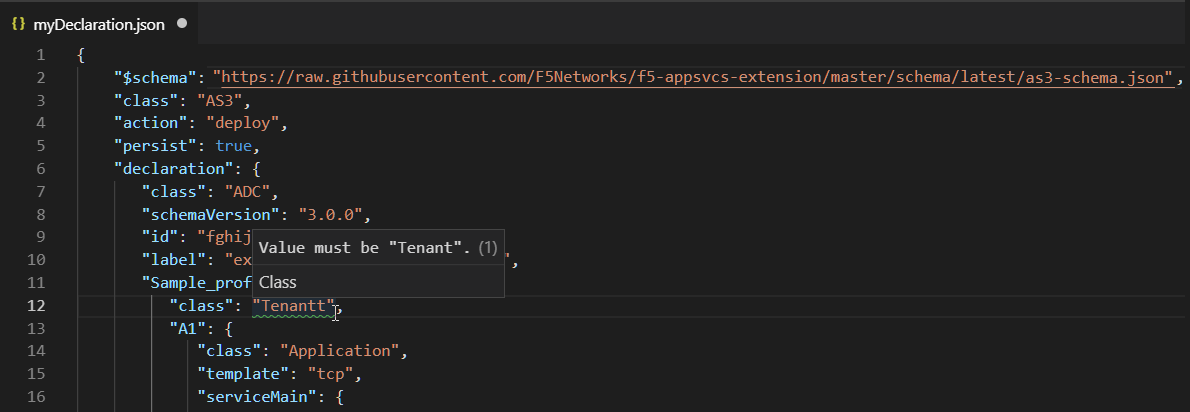 {} myDeclaration.json
1 {
2 "$schema": "https://raw.githubusercontent.com/F5Networks/f5-appsvcs-extension/master/schema/latest/as3-schema.json",
3 "class": "AS3",
4 "action": "deploy",
5 "persist": true,
6 "declaration": {
7 "class": "ADC",
8 "schemaVersion": "3.0.0",
9 "id": "fghij
Value must be "Tenant". (1)
10 "label": "ex ",
11 "Sample_prof
Class
12 "class": "Tenantt",
13 "A1": {
14 "class": "Application",
15 "template": "tcp",
16 "serviceMain": {